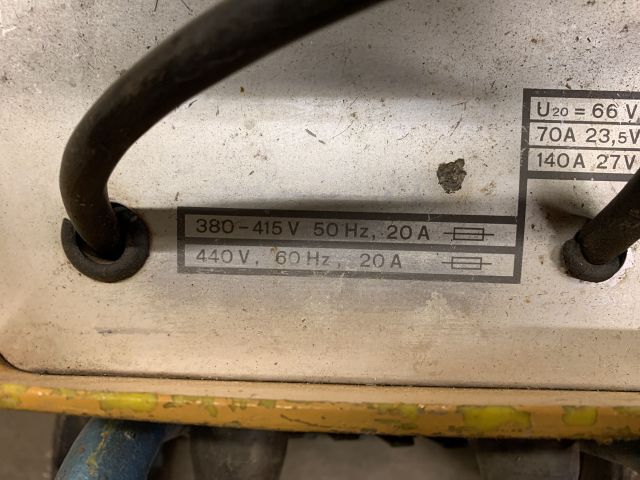 U20 = 66 V
70A 23,5V
140A 27V
380-415 V 50 Hz, 20 A
440 V, 60 Hz, 20 A